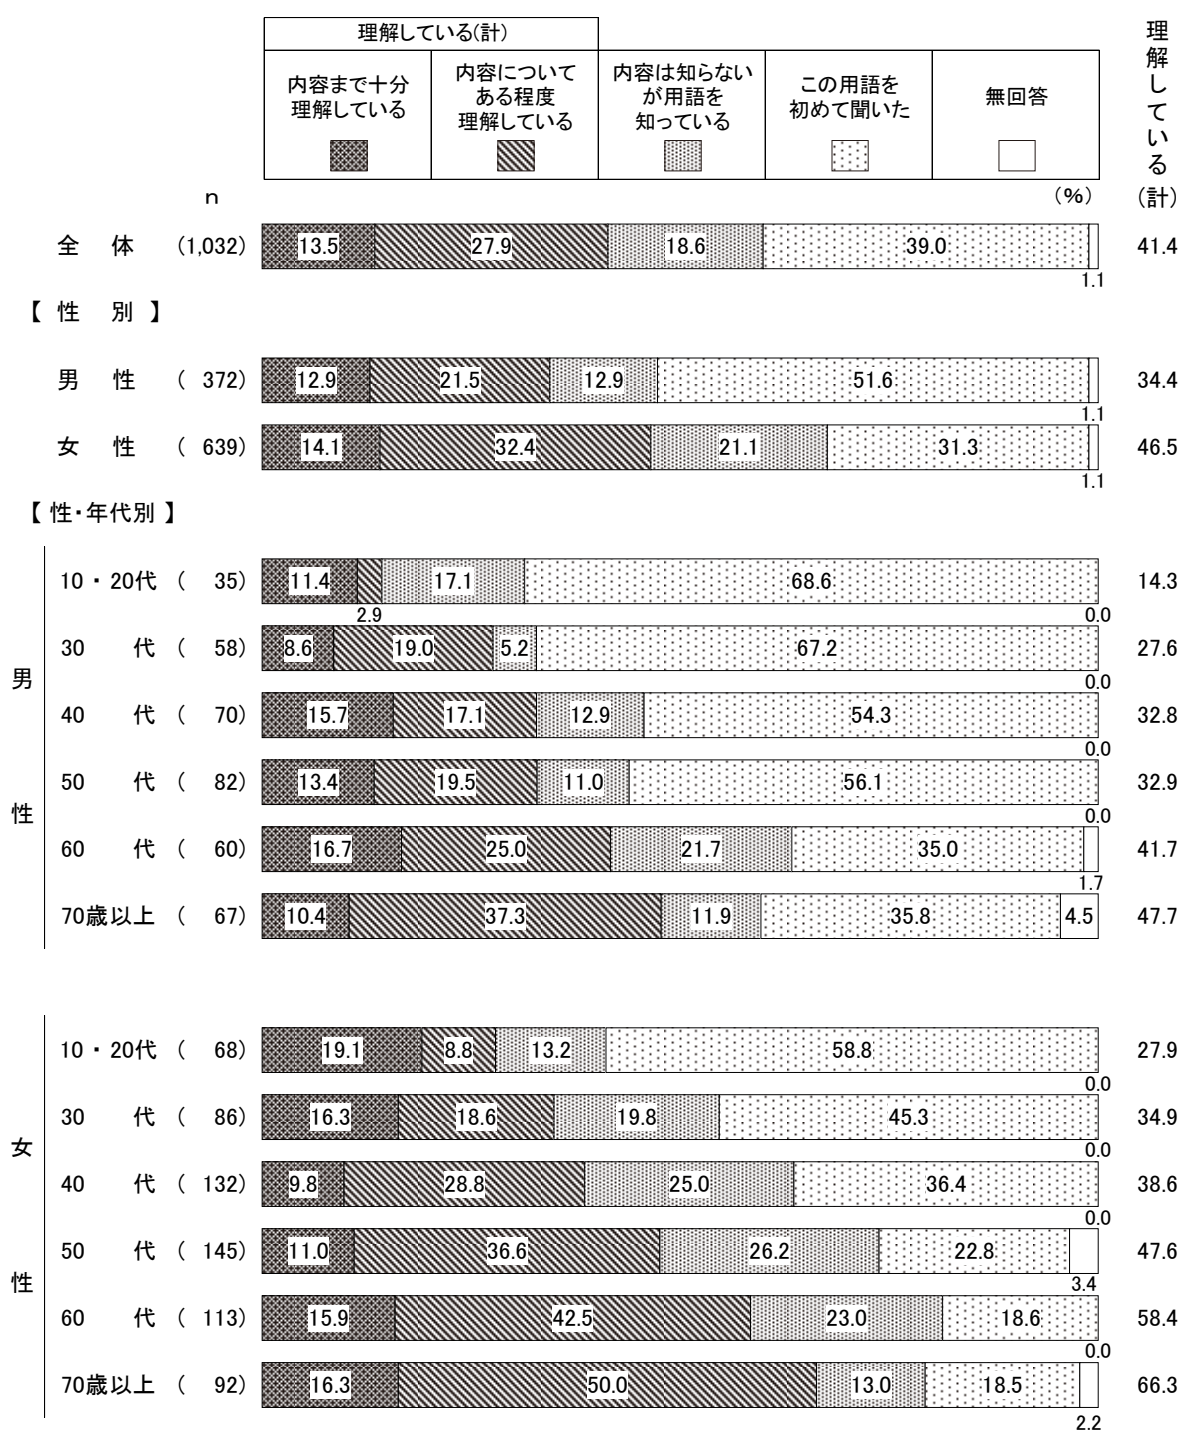 理解している(計)
内容まで十分
理解している
内容について
ある程度
理解している
内容は知らない
が用語を
知っている
この用語を
初めて聞いた
無回答
理解している(計)
n
(%)
全 体 (1,032) 13.5 27.9 18.6 39.0 1.1 41.4
【 性 別 】
男 性 ( 372) 12.9 21.5 12.9 51.6 1.1 34.4
女 性 ( 639) 14.1 32.4 21.1 31.3 1.1 46.5
【 性・年代別 】
男性
10・20代 ( 35) 11.4 2.9 17.1 68.6 0.0 14.3
30 代 ( 58) 8.6 19.0 5.2 67.2 0.0 27.6
40 代 ( 70) 15.7 17.1 12.9 54.3 0.0 32.8
50 代 ( 82) 13.4 19.5 11.0 56.1 0.0 32.9
60 代 ( 60) 16.7 25.0 21.7 35.0 1.7 41.7
70歳以上 ( 67) 10.4 37.3 11.9 35.8 4.5 47.7
女性
10・20代 ( 68) 19.1 8.8 13.2 58.8 0.0 27.9
30 代 ( 86) 16.3 18.6 19.8 45.3 0.0 34.9
40 代 ( 132) 9.8 28.8 25.0 36.4 0.0 38.6
50 代 ( 145) 11.0 36.6 26.2 22.8 3.4 47.6
60 代 ( 113) 15.9 42.5 23.0 18.6 0.0 58.4
70歳以上 ( 92) 16.3 50.0 13.0 18.5 2.2 66.3